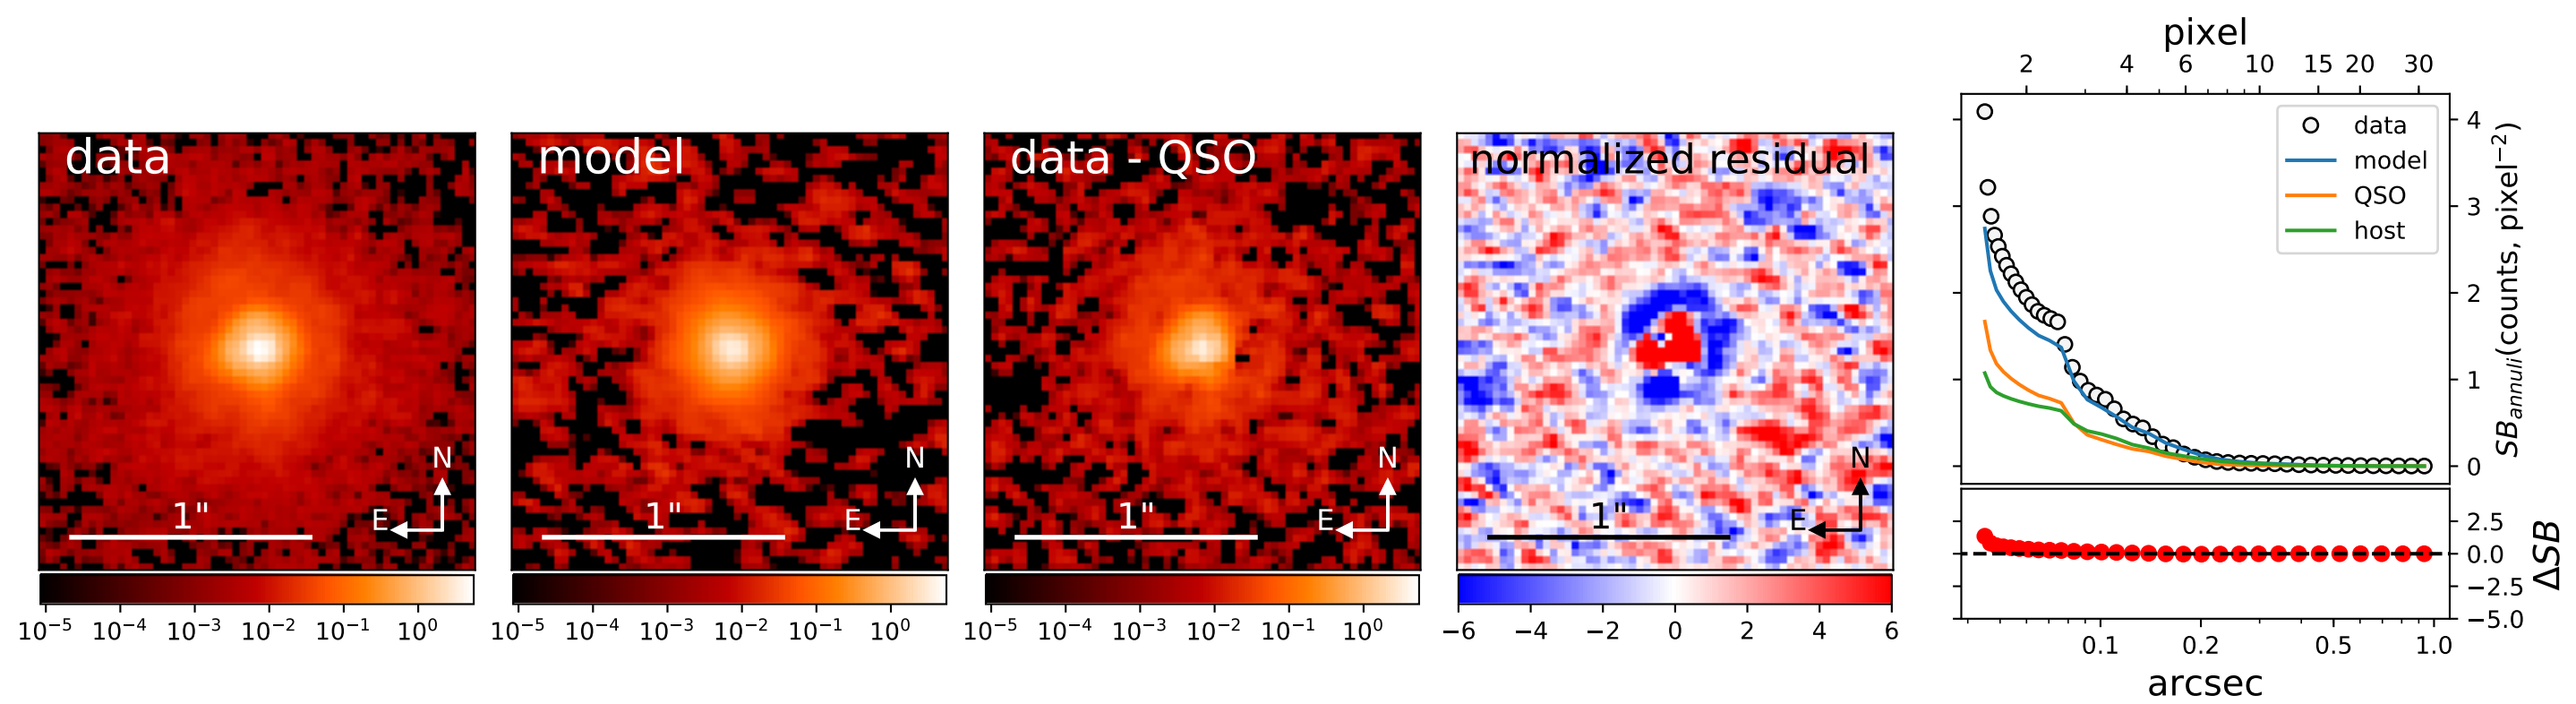 data
1"
N
E
10⁻⁵ 10⁻⁴ 10⁻³ 10⁻² 10⁻¹ 10⁰
model
1"
N
E
10⁻⁵ 10⁻⁴ 10⁻³ 10⁻² 10⁻¹ 10⁰
data - QSO
1"
N
E
10⁻⁵ 10⁻⁴ 10⁻³ 10⁻² 10⁻¹ 10⁰
normalized residual
1"
N
E
−6 −4 −2 0 2 4 6
pixel
2 4 6 10 15 20 30
data
model
QSO
host
4
3
2
1
0
SB_annuli(counts, pixel⁻²)
2.5
0.0
−2.5
−5.0
ΔSB
0.1 0.2 0.5 1.0
arcsec